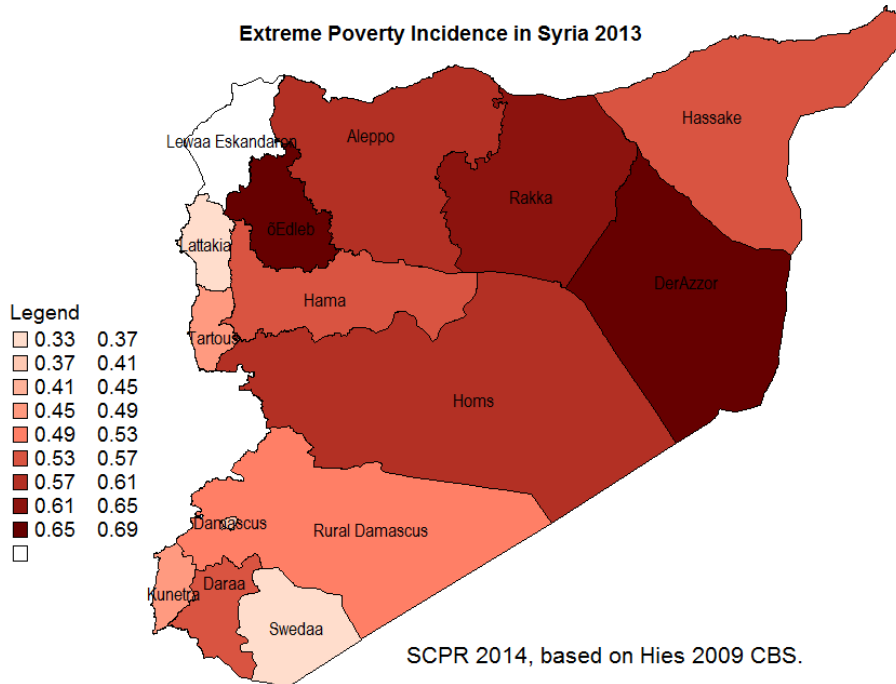 Extreme Poverty Incidence in Syria 2013
Hassake
Aleppo
Lewaa Eskandaron
Rakka
öEdleb
Lattakia
DerAzzor
Hama
Legend
0.33 0.37
Tartous
0.37 0.41
0.41 0.45
0.45 0.49
Homs
0.49 0.53
0.53 0.57
0.57 0.61
0.61 0.65
0.65 0.69
Damascus
Rural Damascus
Daraa
Kunetra
Swedaa
SCPR 2014, based on Hies 2009 CBS.